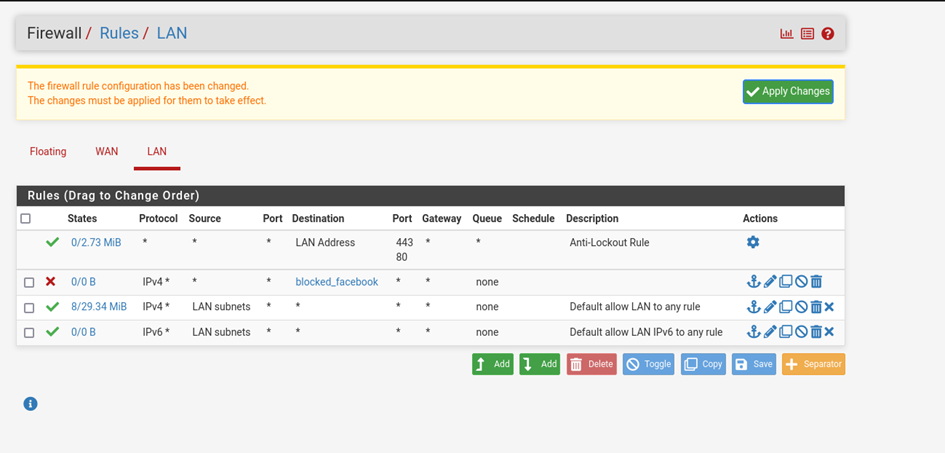 Firewall / Rules / LAN
The firewall rule configuration has been changed.
The changes must be applied for them to take effect.
Apply Changes
Floating WAN LAN
Rules (Drag to Change Order)
States Protocol Source Port Destination Port Gateway Queue Schedule Description Actions
0/2.73 MiB * * * LAN Address 443 * * Anti-Lockout Rule
80
0/0 B IPv4 * * * blocked_facebook * * none
8/29.34 MiB IPv4 * LAN subnets * * * * none Default allow LAN to any rule
0/0 B IPv6 * LAN subnets * * * * none Default allow LAN IPv6 to any rule
Add Add Delete Toggle Copy Save Separator